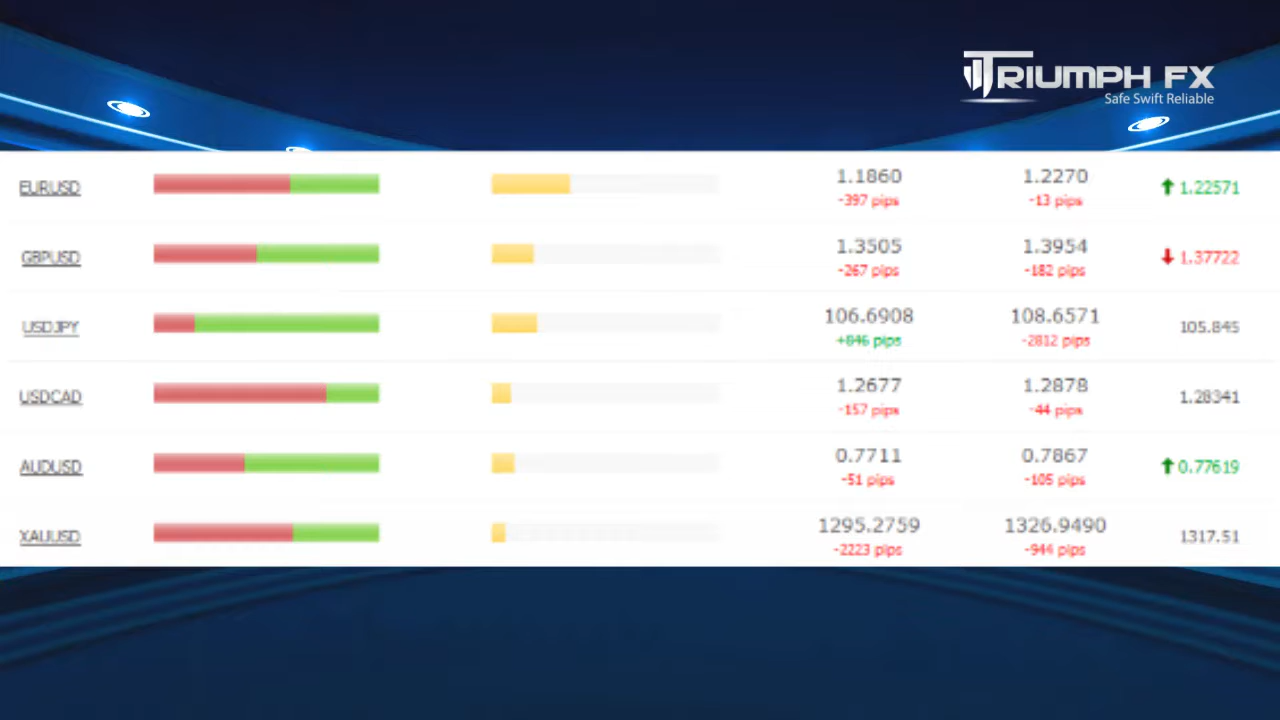 TRIUMPH FX
Safe Swift Reliable
EURUSD 1.1860 1.2270 1.22571
-397 pips -13 pips
GBPUSD 1.3505 1.3954 1.37722
-267 pips -182 pips
USDJPY 106.6908 108.6571 105.845
+846 pips -2812 pips
USDCAD 1.2677 1.2878 1.28341
-157 pips -44 pips
AUDUSD 0.7711 0.7867 0.77619
-51 pips -105 pips
XAUUSD 1295.2759 1326.9490 1317.51
-2223 pips -944 pips